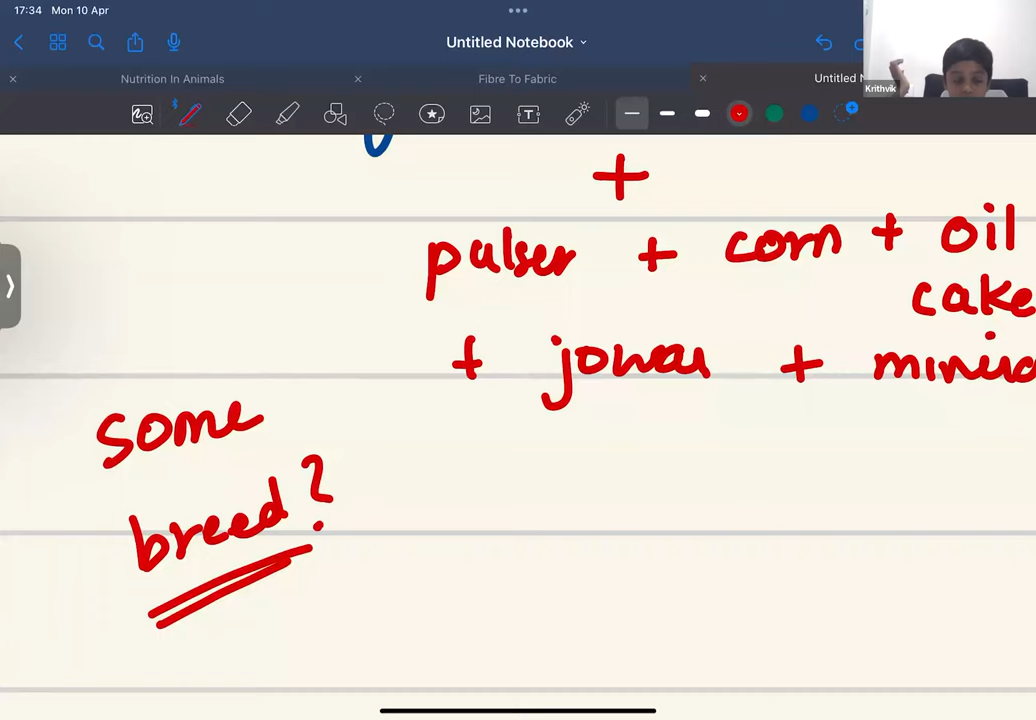 17:34 Mon 10 Apr
Untitled Notebook
Nutrition In Animals
Fibre To Fabric
Untitled N
Krithvik
+
pulses + corn + oil
cake
+ jowar + minera
some
breed?